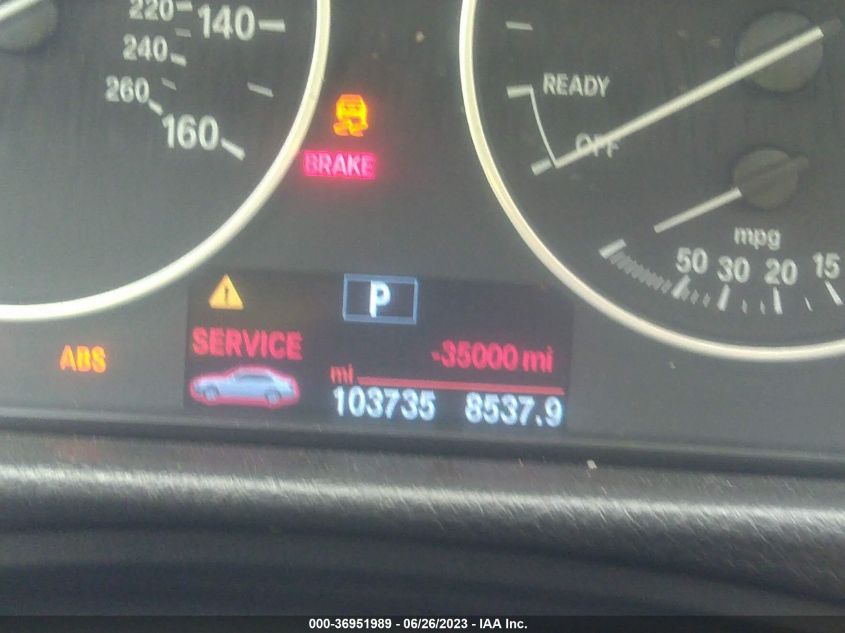 220 140
240
260
160
BRAKE
READY
OFF
mpg
50 30 20 15
P
SERVICE
-35000 mi
ABS
mi
103735 8537.9
000-36951989 - 06/26/2023 - IAA Inc.